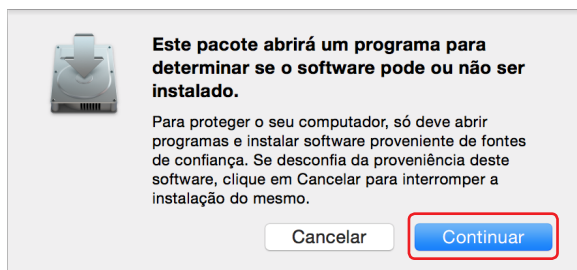 Este pacote abrirá um programa para
determinar se o software pode ou não ser
instalado.
Para proteger o seu computador, só deve abrir
programas e instalar software proveniente de fontes
de confiança. Se desconfia da proveniência deste
software, clique em Cancelar para interromper a
instalação do mesmo.
Cancelar Continuar